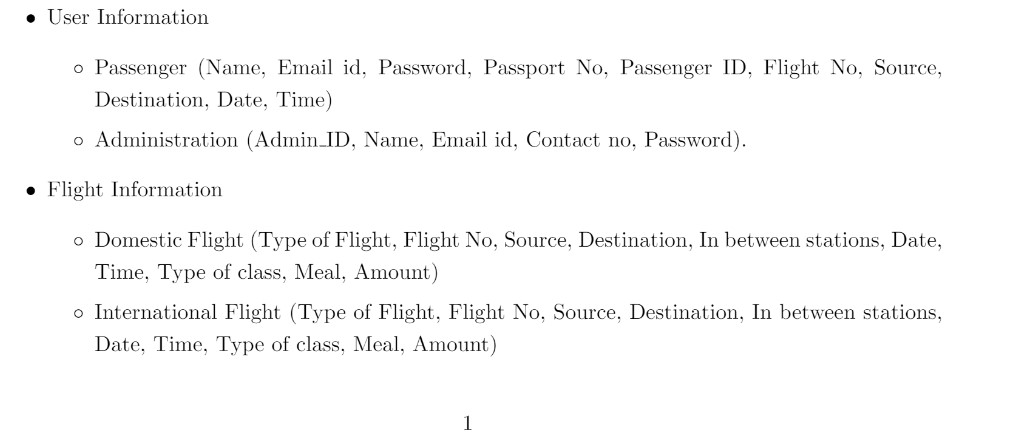 • User Information
◦ Passenger (Name, Email id, Password, Passport No, Passenger ID, Flight No, Source,
Destination, Date, Time)
◦ Administration (Admin_ID, Name, Email id, Contact no, Password).
• Flight Information
◦ Domestic Flight (Type of Flight, Flight No, Source, Destination, In between stations, Date,
Time, Type of class, Meal, Amount)
◦ International Flight (Type of Flight, Flight No, Source, Destination, In between stations,
Date, Time, Type of class, Meal, Amount)
1